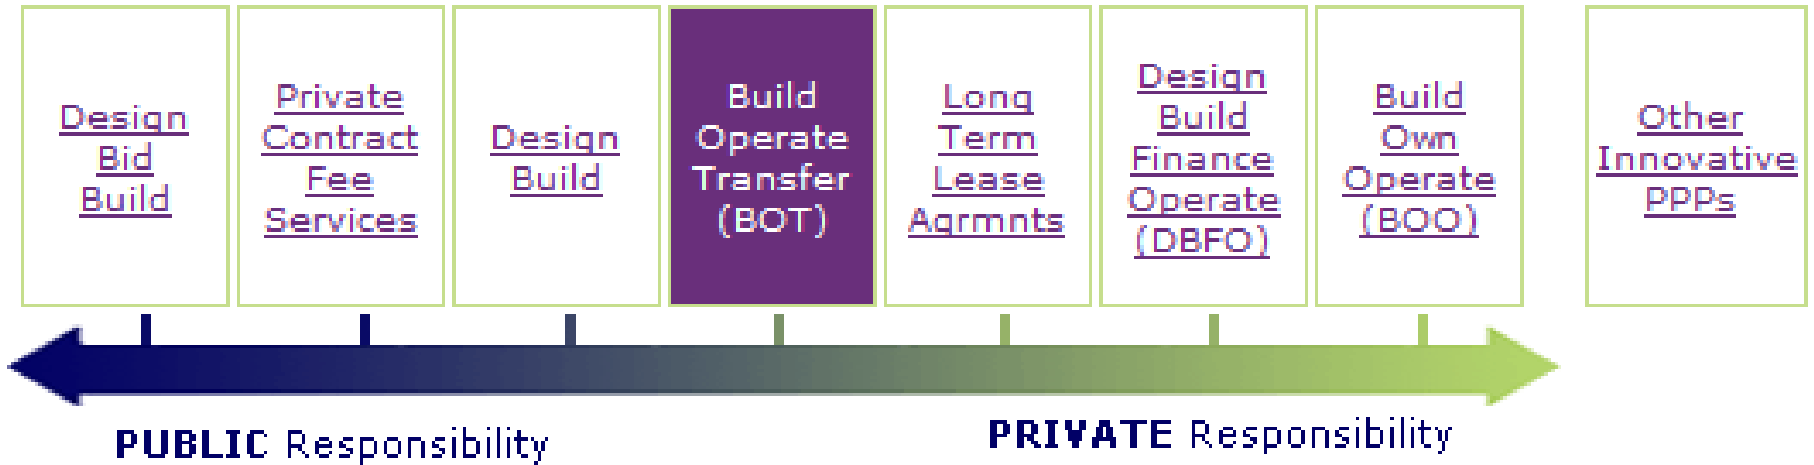 Design
Bid
Build
Private
Contract
Fee
Services
Design
Build
Build
Operate
Transfer
(BOT)
Long
Term
Lease
Agrmnts
Design
Build
Finance
Operate
(DBFO)
Build
Own
Operate
(BOO)
Other
Innovative
PPPs
PUBLIC Responsibility
PRIVATE Responsibility